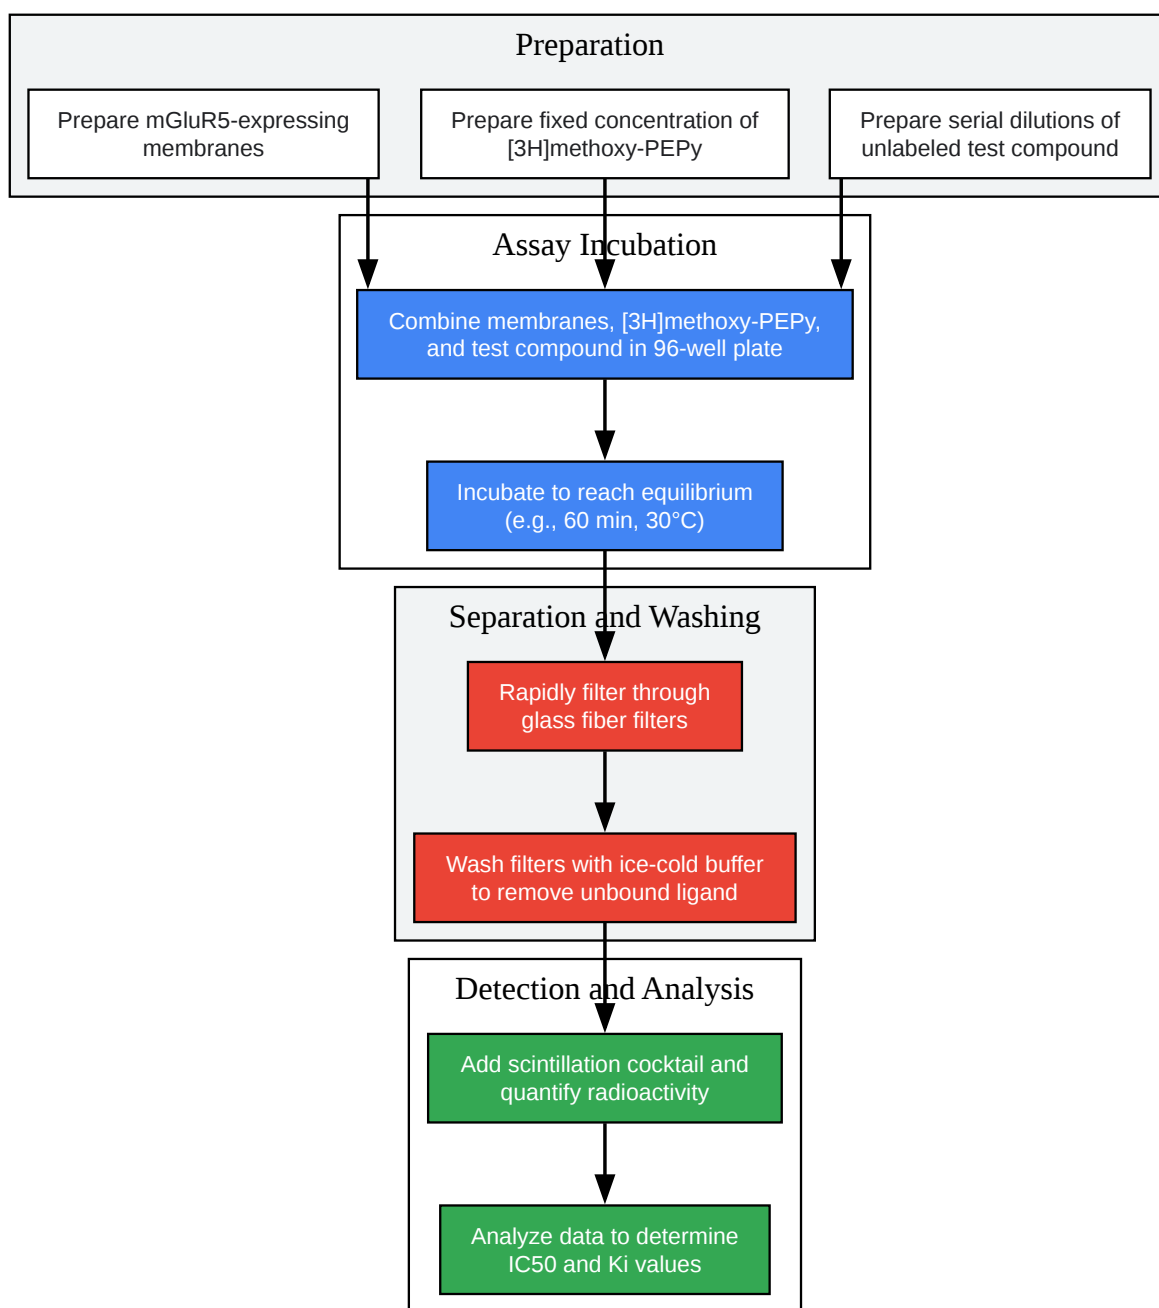 Preparation
Prepare mGluR5-expressing
membranes
Prepare fixed concentration of
[3H]methoxy-PEPy
Prepare serial dilutions of
unlabeled test compound
Assay Incubation
Combine membranes, [3H]methoxy-PEPy,
and test compound in 96-well plate
Incubate to reach equilibrium
(e.g., 60 min, 30°C)
Separation and Washing
Rapidly filter through
glass fiber filters
Wash filters with ice-cold buffer
to remove unbound ligand
Detection and Analysis
Add scintillation cocktail and
quantify radioactivity
Analyze data to determine
IC50 and Ki values